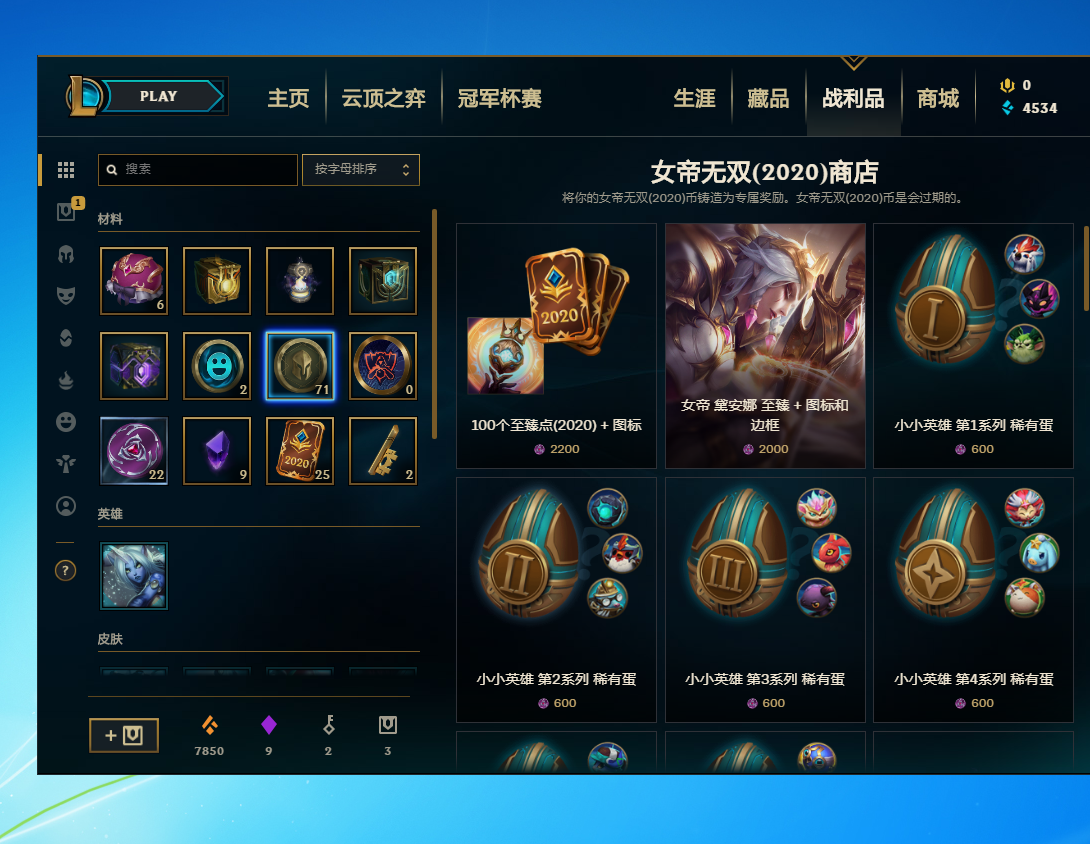 PLAY
主页
云顶之弈
冠军杯赛
生涯
藏品
战利品
商城
0
4534
搜索
按字母排序
1
材料
6
2
71
0
22
9
2020
25
2
英雄
皮肤
7850
9
2
3
?
女帝无双(2020)商店
将你的女帝无双(2020)币铸造为专属奖励。女帝无双(2020)币是会过期的。
2020
100个至臻点(2020) + 图标
2200
女帝 黛安娜 至臻 + 图标和
边框
2000
I
小小英雄 第1系列 稀有蛋
600
II
小小英雄 第2系列 稀有蛋
600
III
小小英雄 第3系列 稀有蛋
600
小小英雄 第4系列 稀有蛋
600